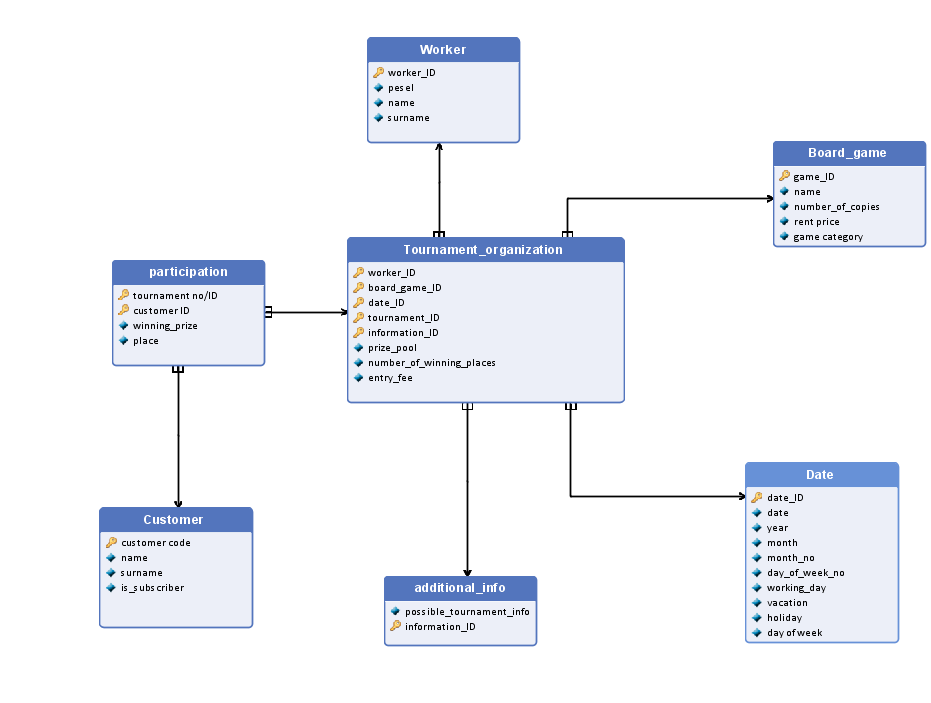 Worker
worker_ID
pesel
name
surname
Board_game
game_ID
name
number_of_copies
rent price
game category
Tournament_organization
worker_ID
board_game_ID
date_ID
tournament_ID
information_ID
prize_pool
number_of_winning_places
entry_fee
participation
tournament no/ID
customer ID
winning_prize
place
Customer
customer code
name
surname
is_subscriber
additional_info
possible_tournament_info
information_ID
Date
date_ID
date
year
month
month_no
day_of_week_no
working_day
vacation
holiday
day of week